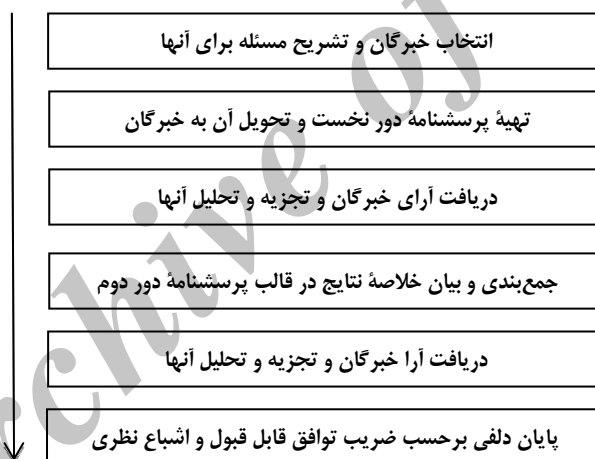 انتخاب خبرگان و تشریح مسئله برای آنها
تهیهٔ پرسشنامهٔ دور نخست و تحویل آن به خبرگان
دریافت آرای خبرگان و تجزیه و تحلیل آنها
جمع‌بندی و بیان خلاصهٔ نتایج در قالب پرسشنامهٔ دور دوم
دریافت آرا خبرگان و تجزیه و تحلیل آنها
پایان دلفی برحسب ضریب توافق قابل قبول و اشباع نظری
rchive of